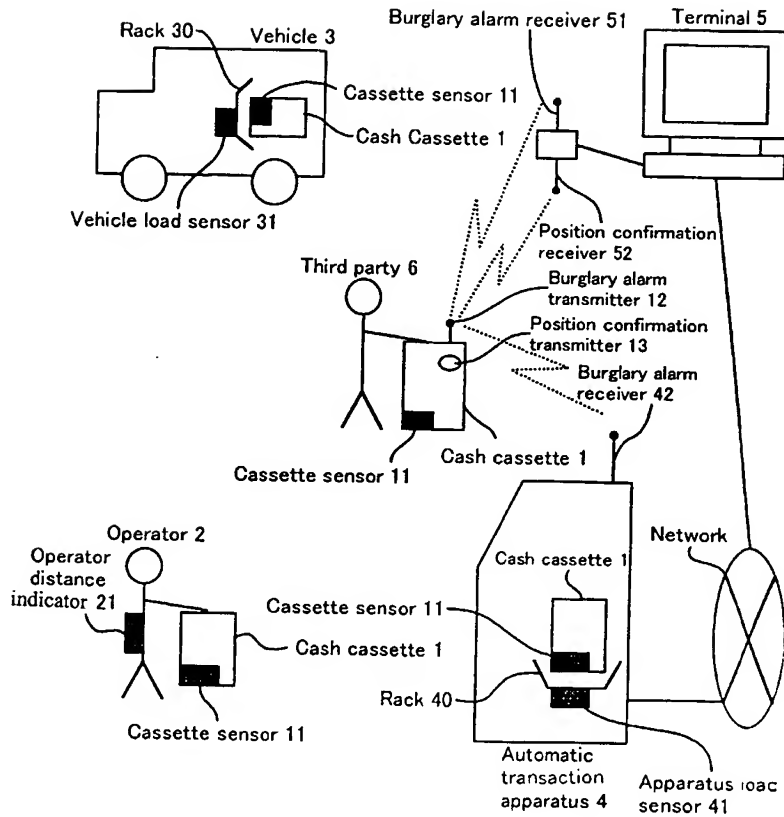 Burglary alarm receiver 51
Terminal 5
Rack 30
Vehicle 3
Cassette sensor 11
Cash Cassette 1
Vehicle load sensor 31
Position confirmation
receiver 52
Third party 6
Burglary alarm
transmitter 12
Position confirmation
transmitter 13
Burglary alarm
receiver 42
Cassette sensor 11
Cash cassette 1
Operator 2
Operator
distance
indicator 21
Cash cassette 1
Cassette sensor 11
Network
Cash cassette 1
Cassette sensor 11
Rack 40
Automatic
transaction
apparatus 4
Apparatus
sensor 41